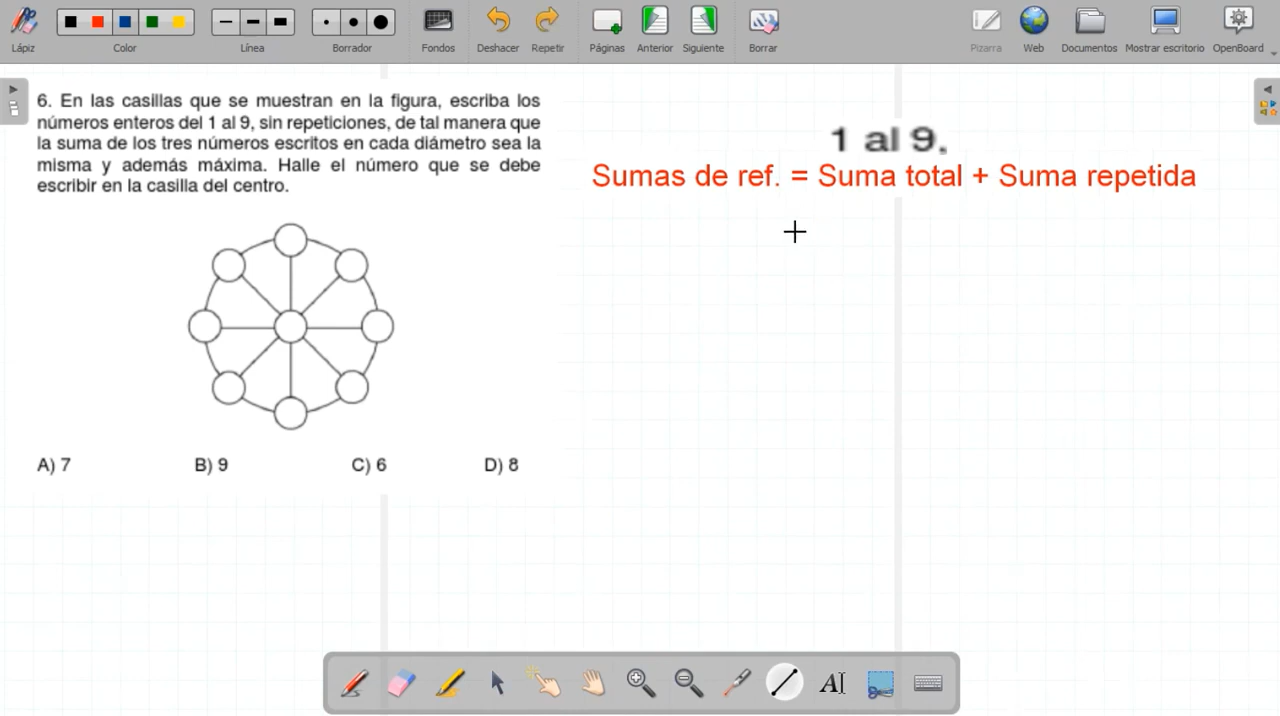 Lápiz
Color
Línea
Borrador
Fondos
Deshacer
Repetir
Páginas
Anterior
Siguiente
Borrar
Pizarra
Web
Documentos
Mostrar escritorio
OpenBoard
6. En las casillas que se muestran en la figura, escriba los
números enteros del 1 al 9, sin repeticiones, de tal manera que
la suma de los tres números escritos en cada diámetro sea la
misma y además máxima. Halle el número que se debe
escribir en la casilla del centro.
A) 7 B) 9 C) 6 D) 8
1 al 9.
Sumas de ref. = Suma total + Suma repetida